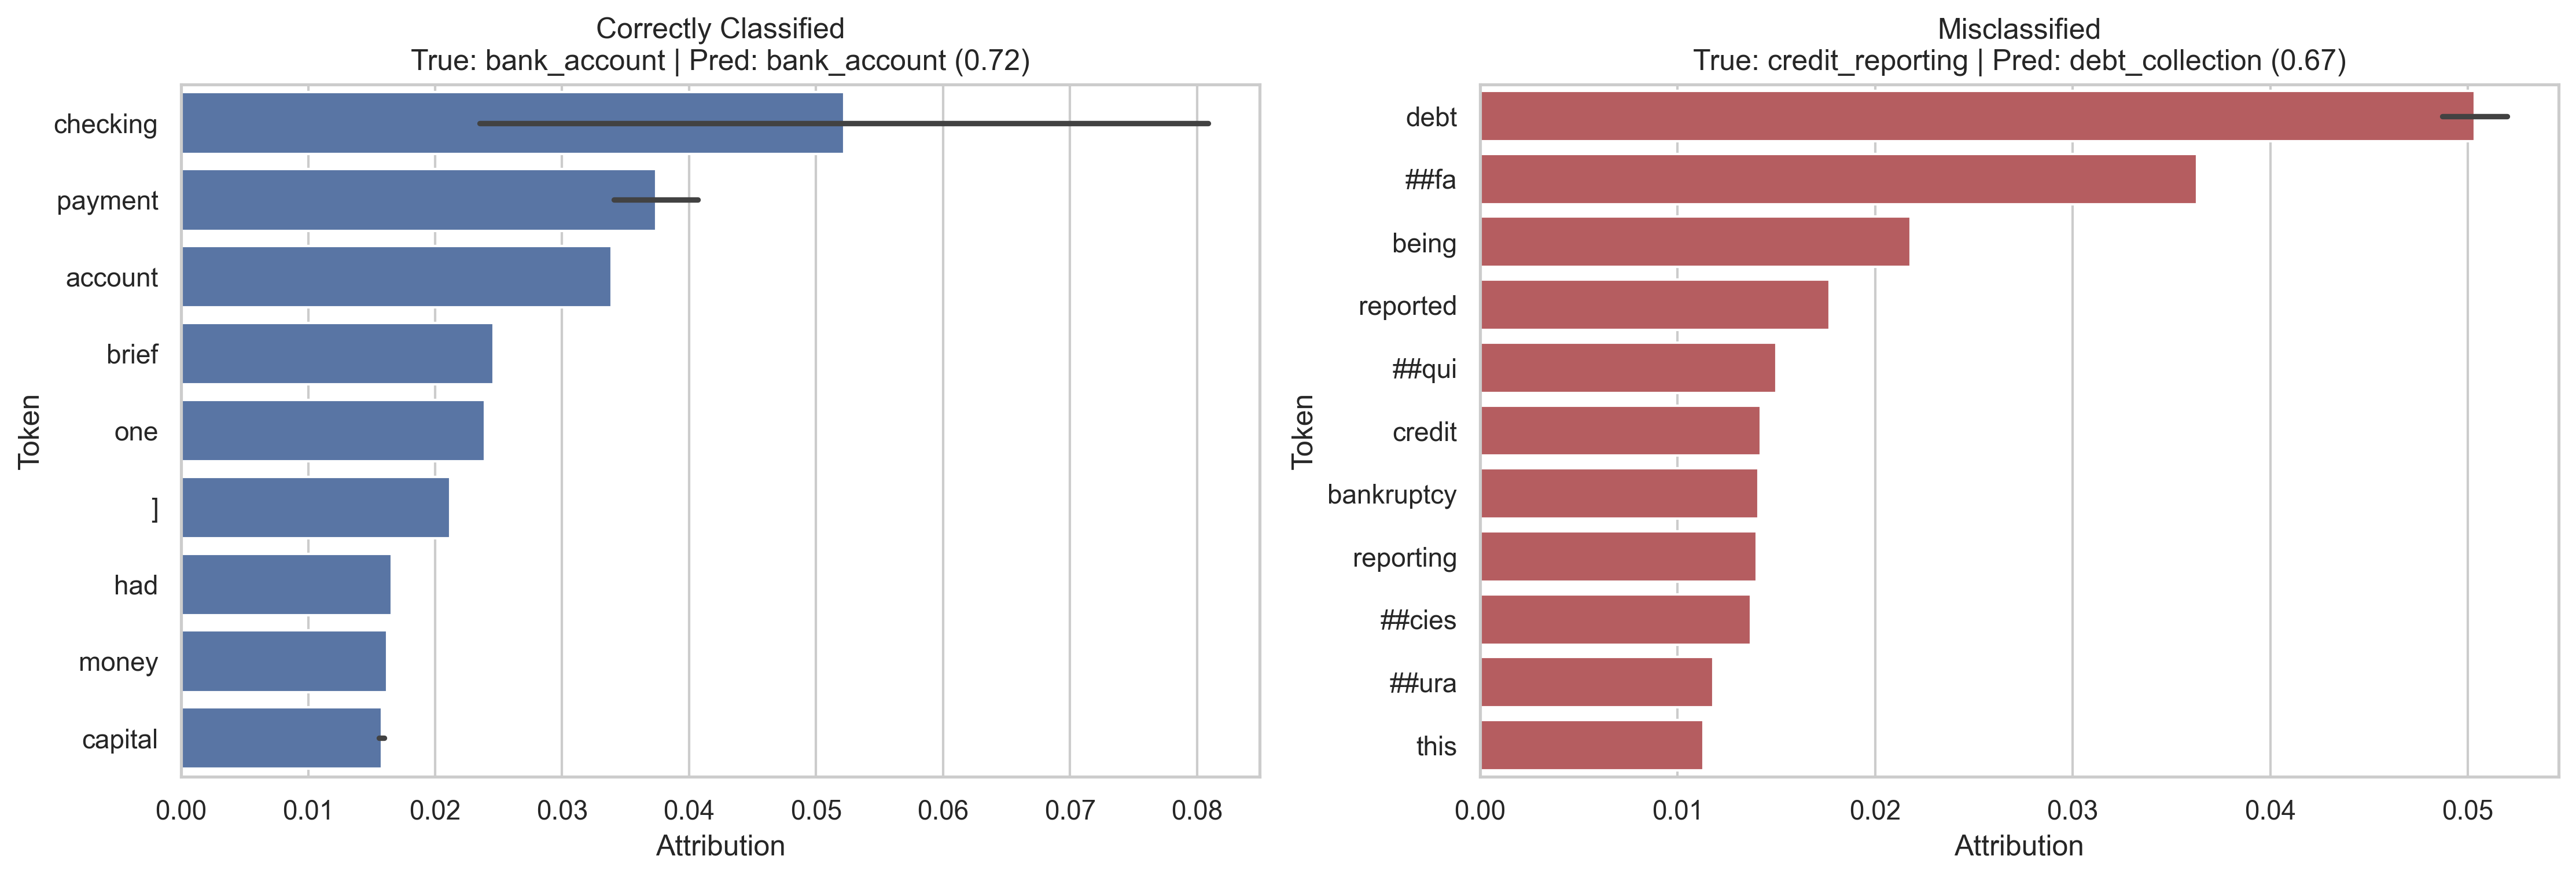 Correctly Classified
True: bank_account | Pred: bank_account (0.72)
Token
checking
payment
account
brief
one
]
had
money
capital
0.00 0.01 0.02 0.03 0.04 0.05 0.06 0.07 0.08
Attribution
Misclassified
True: credit_reporting | Pred: debt_collection (0.67)
Token
debt
##fa
being
reported
##qui
credit
bankruptcy
reporting
##cies
##ura
this
0.00 0.01 0.02 0.03 0.04 0.05
Attribution